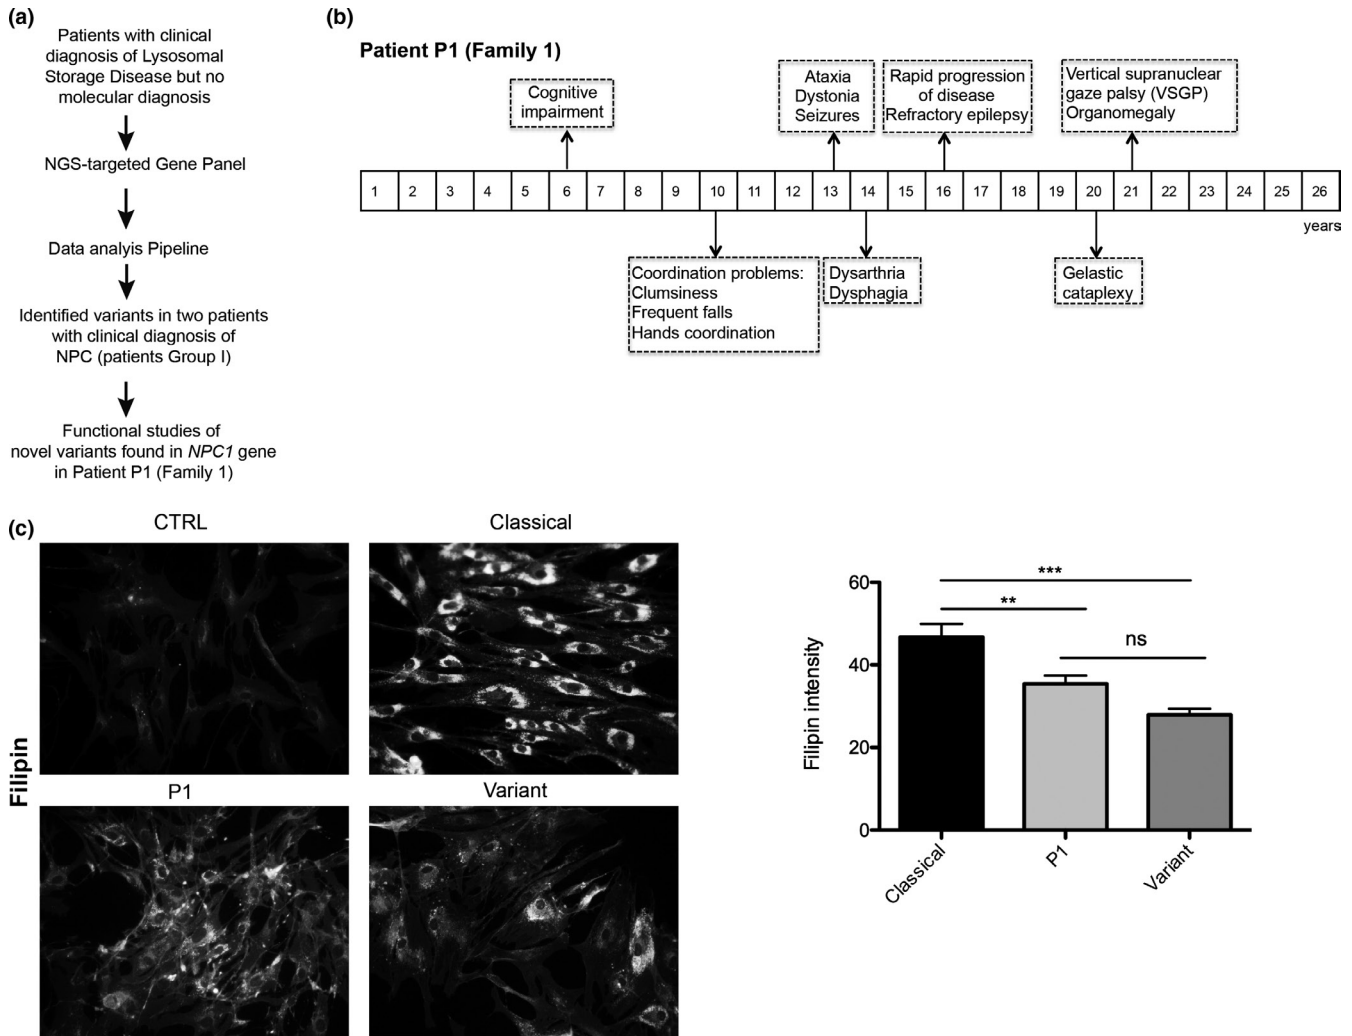 (a)
Patients with clinical
diagnosis of Lysosomal
Storage Disease but no
molecular diagnosis
NGS-targeted Gene Panel
Data analyis Pipeline
Identified variants in two patients
with clinical diagnosis of
NPC (patients Group I)
Functional studies of
novel variants found in NPC1 gene
in Patient P1 (Family 1)
(b)
Patient P1 (Family 1)
Cognitive
impairment
Ataxia
Dystonia
Seizures
Rapid progression
of disease
Refractory epilepsy
Vertical supranuclear
gaze palsy (VSGP)
Organomegaly
1 2 3 4 5 6 7 8 9 10 11 12 13 14 15 16 17 18 19 20 21 22 23 24 25 26
years
Coordination problems:
Clumsiness
Frequent falls
Hands coordination
Dysarthria
Dysphagia
Gelastic
cataplexy
(c)
CTRL
Classical
P1
Variant
Filipin
Filipin intensity
60
40
20
0
***
**
ns
Classical
P1
Variant